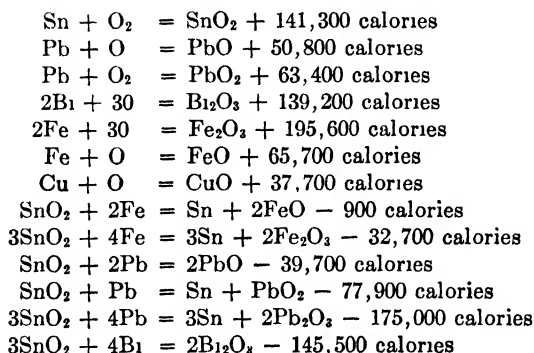 Sn + O₂ = SnO₂ + 141,300 calories
Pb + O = PbO + 50,800 calories
Pb + O₂ = PbO₂ + 63,400 calories
2Bi + 30 = Bi₂O₃ + 139,200 calories
2Fe + 30 = Fe₂O₃ + 195,600 calories
Fe + O = FeO + 65,700 calories
Cu + O = CuO + 37,700 calories
SnO₂ + 2Fe = Sn + 2FeO − 900 calories
3SnO₂ + 4Fe = 3Sn + 2Fe₂O₃ − 32,700 calories
SnO₂ + 2Pb = 2PbO − 39,700 calories
SnO₂ + Pb = Sn + PbO₂ − 77,900 calories
3SnO₂ + 4Pb = 3Sn + 2Pb₂O₃ − 175,000 calories
3SnO₂ + 4Bi = 2Bi₂O₃ − 145,500 calories